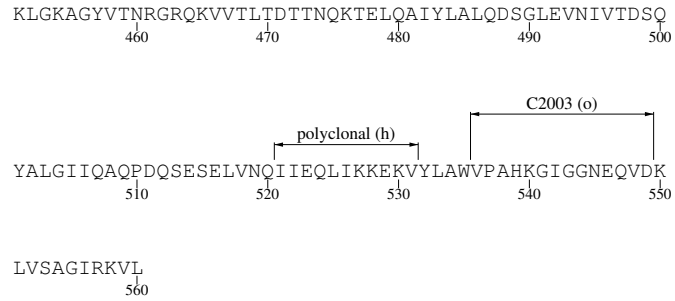 KLGKAGYVTNRGRQKVVTLTDTTNQKTELQAIYLALQDSGLEVNIVTDSQ
460 470 480 490 500
C2003 (o)
polyclonal (h)
YALGIIQAQPDQSESELVNQIIEQLIKKEKVYLAWVPAHKGIGGNEQVDK
510 520 530 540 550
LVSAGIRKVL
560